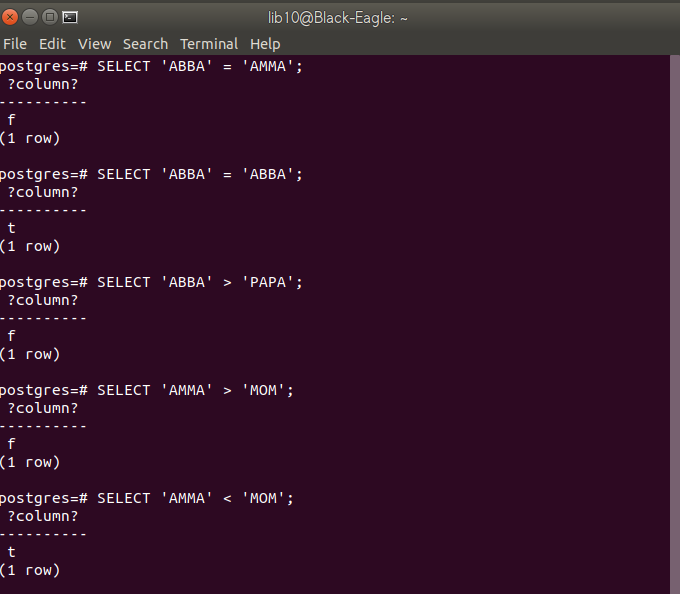 lib10@Black-Eagle: ~
File Edit View Search Terminal Help
postgres=# SELECT 'ABBA' = 'AMMA';
 ?column?
----------
 f
(1 row)

postgres=# SELECT 'ABBA' = 'ABBA';
 ?column?
----------
 t
(1 row)

postgres=# SELECT 'ABBA' > 'PAPA';
 ?column?
----------
 f
(1 row)

postgres=# SELECT 'AMMA' > 'MOM';
 ?column?
----------
 f
(1 row)

postgres=# SELECT 'AMMA' < 'MOM';
 ?column?
----------
 t
(1 row)